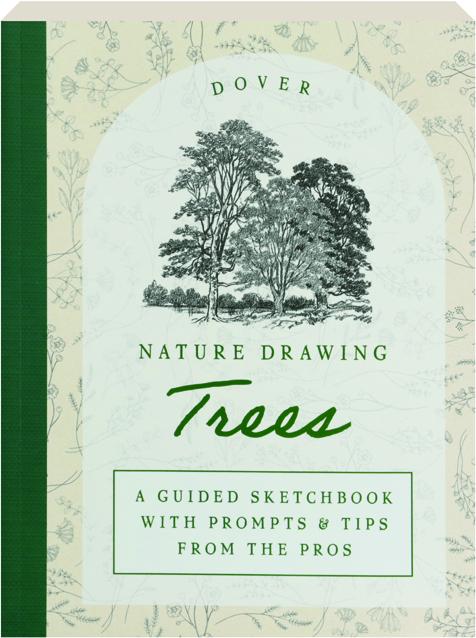 DOVER
NATURE DRAWING
Trees
A GUIDED SKETCHBOOK
WITH PROMPTS & TIPS
FROM THE PROS